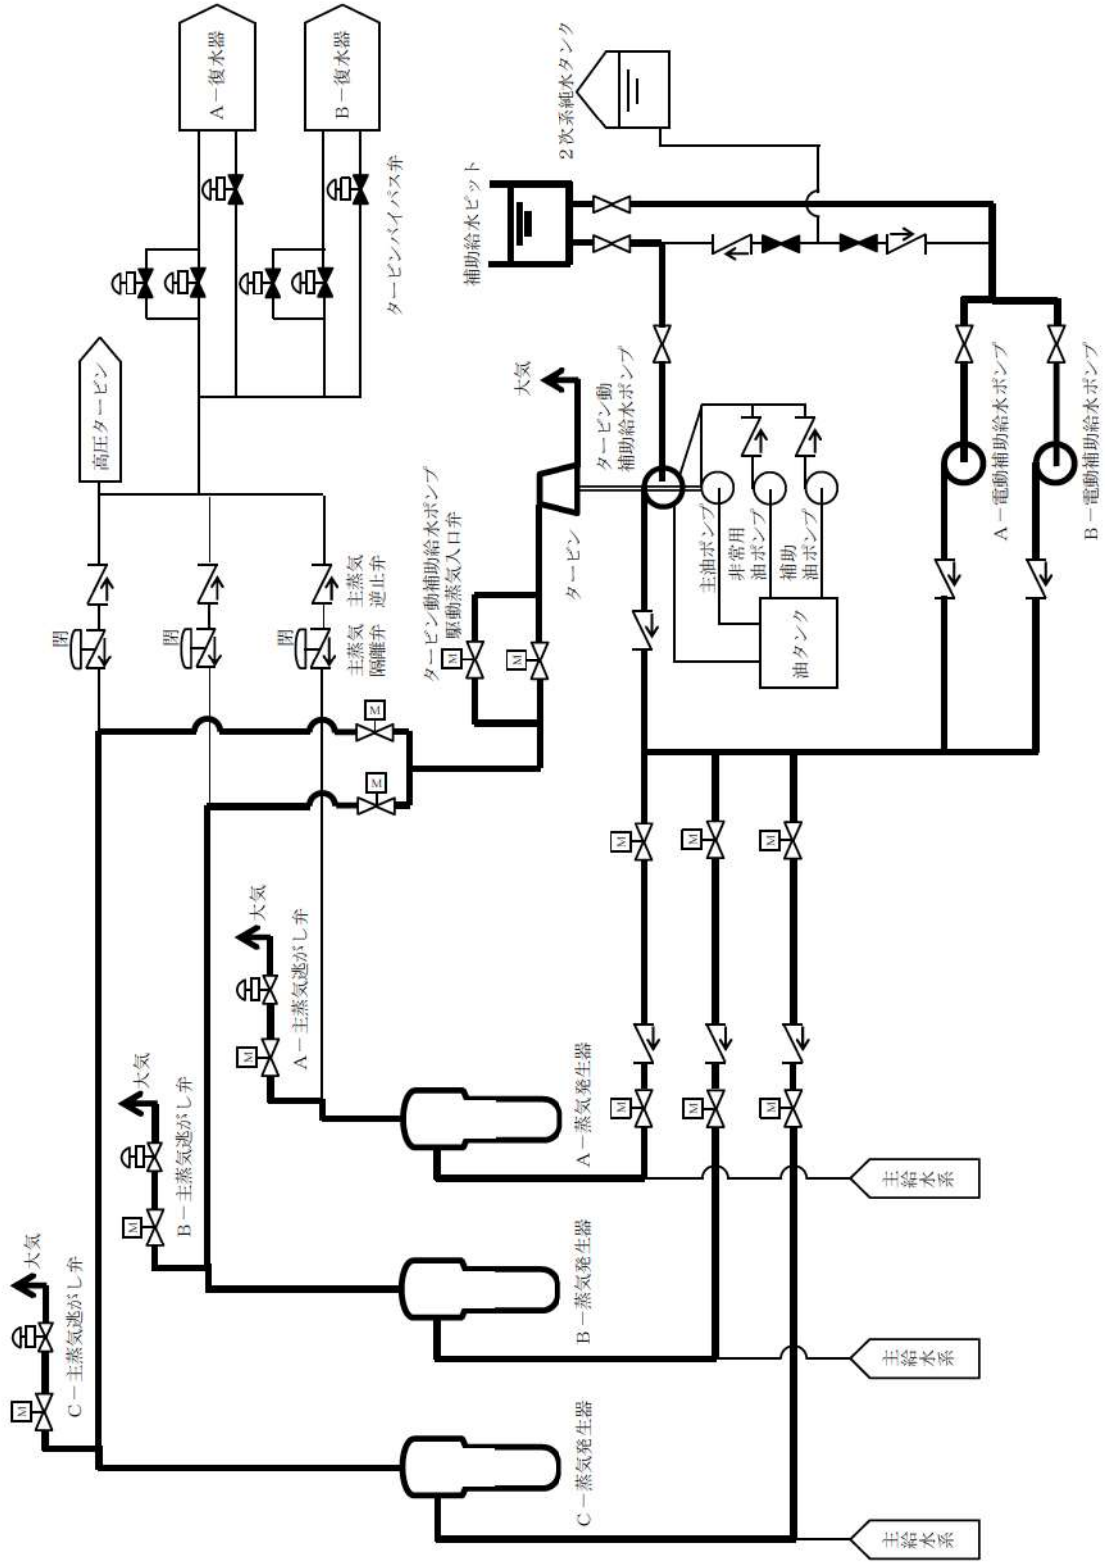 C－主蒸気逃がし弁
大気
M
B－主蒸気逃がし弁
大気
M
A－主蒸気逃がし弁
大気
M
閉
閉
閉
主蒸気
隔離弁
主蒸気
逆止弁
高圧タービン
A－復水器
B－復水器
タービンバイパス弁
M
M
タービン動補助給水ポンプ
駆動蒸気入口弁
M
M
タービン
大気
補助給水ピット
2次系純水タンク
タービン動
補助給水ポンプ
主油ポンプ
非常用
油ポンプ
補助
油ポンプ
油タンク
A－電動補助給水ポンプ
B－電動補助給水ポンプ
C－蒸気発生器
B－蒸気発生器
A－蒸気発生器
M
M
M
M
M
M
主
給
水
系
主
給
水
系
主
給
水
系